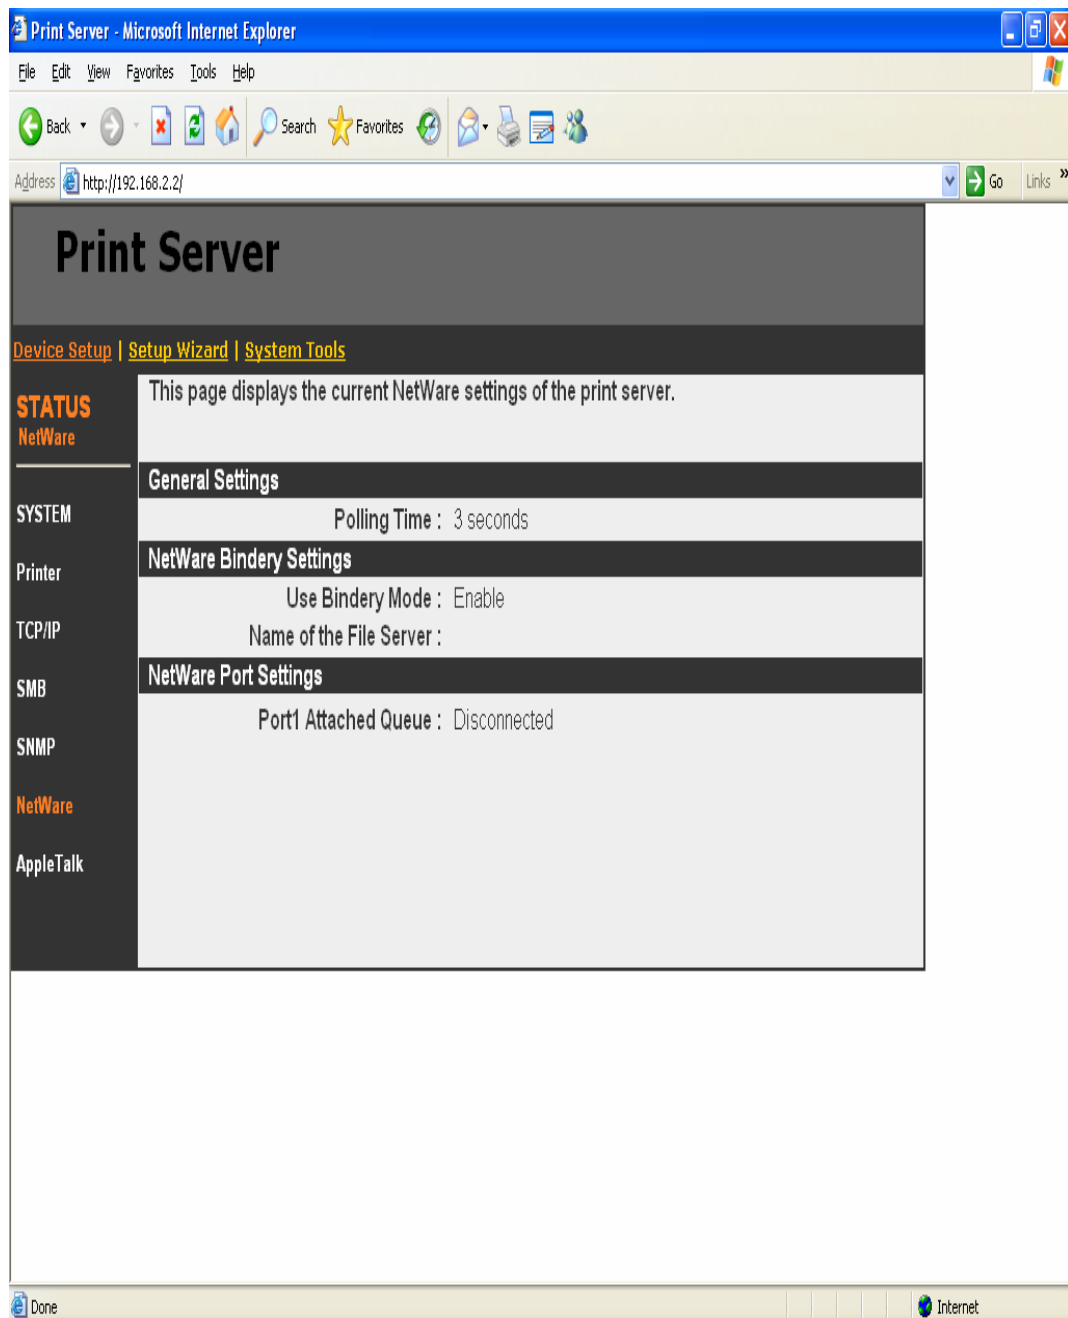 Print Server - Microsoft Internet Explorer
File Edit View Favorites Tools Help
Back Search Favorites
Address http://192.168.2.2/ Go Links »
Print Server
Device Setup | Setup Wizard | System Tools
STATUS
NetWare
SYSTEM
Printer
TCP/IP
SMB
SNMP
NetWare
AppleTalk
This page displays the current NetWare settings of the print server.
General Settings
Polling Time : 3 seconds
NetWare Bindery Settings
Use Bindery Mode : Enable
Name of the File Server :
NetWare Port Settings
Port1 Attached Queue : Disconnected
Done Internet